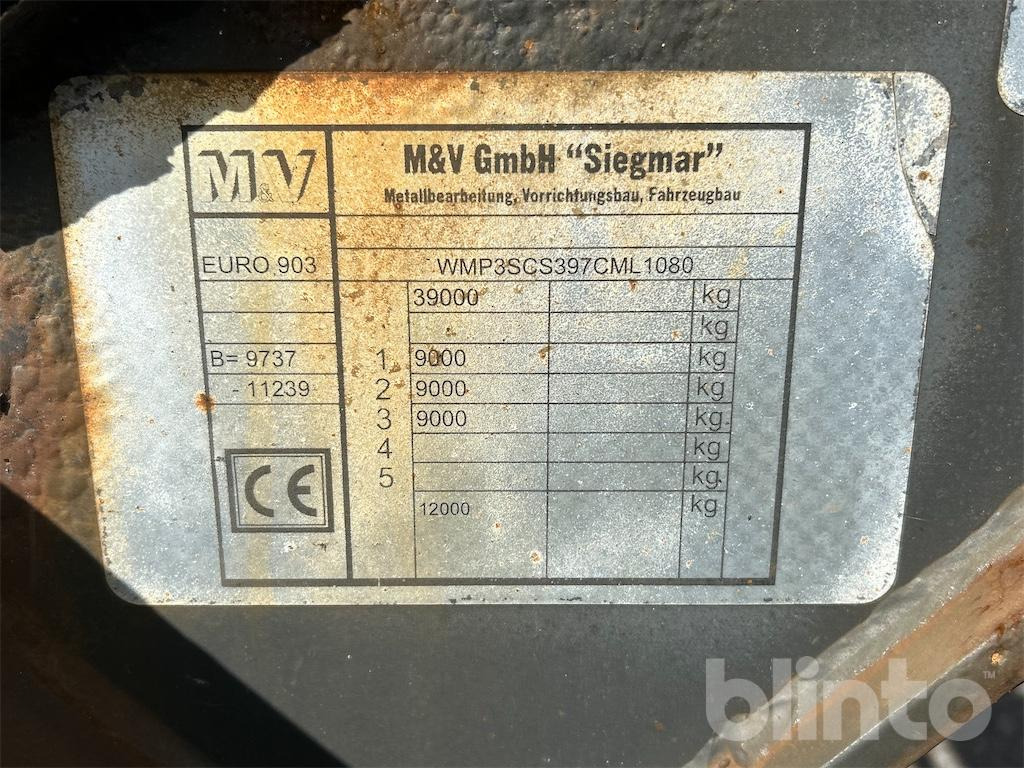 M&V
M&V GmbH “Siegmar”
Metallbearbeitung, Vorrichtungsbau, Fahrzeugbau
EURO 903 WMP3SCS397CML1080
39000 kg
kg
B= 9737 1 9000 kg
- 11239 2 9000 kg
3 9000 kg.
4 kg
5 kg.
12000 kg
CE
blinto™